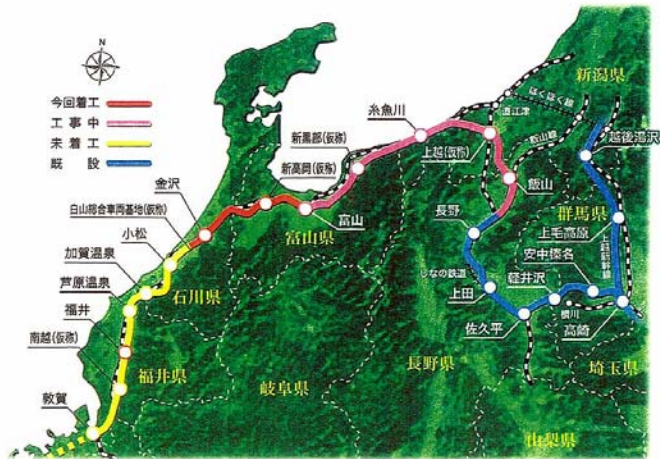 N
今回着工
工事中
未着工
既設
新潟県
ほくほく線
直江津
糸魚川
越後湯沢
新黒部(仮称)
上越(仮称)
飯山線
新高岡(仮称)
飯山
金沢
白山総合車両基地(仮称)
富山
長野
群馬県
上毛高原
小松
富山県
安中榛名
上越新幹線
加賀温泉
しなの鉄道
軽井沢
石川県
上田
横川
芦原温泉
佐久平
高崎
福井
南越(仮称)
長野県
埼玉県
福井県
岐阜県
敦賀
山梨県